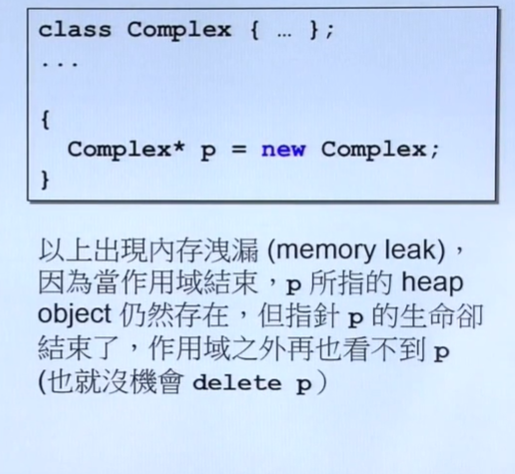 class Complex { … };
...
{
Complex* p = new Complex;
}
以上出現內存洩漏 (memory leak)，
因為當作用域結束，p 所指的 heap
object 仍然存在，但指針 p 的生命卻
結束了，作用域之外再也看不到 p
(也就沒機會 delete p）